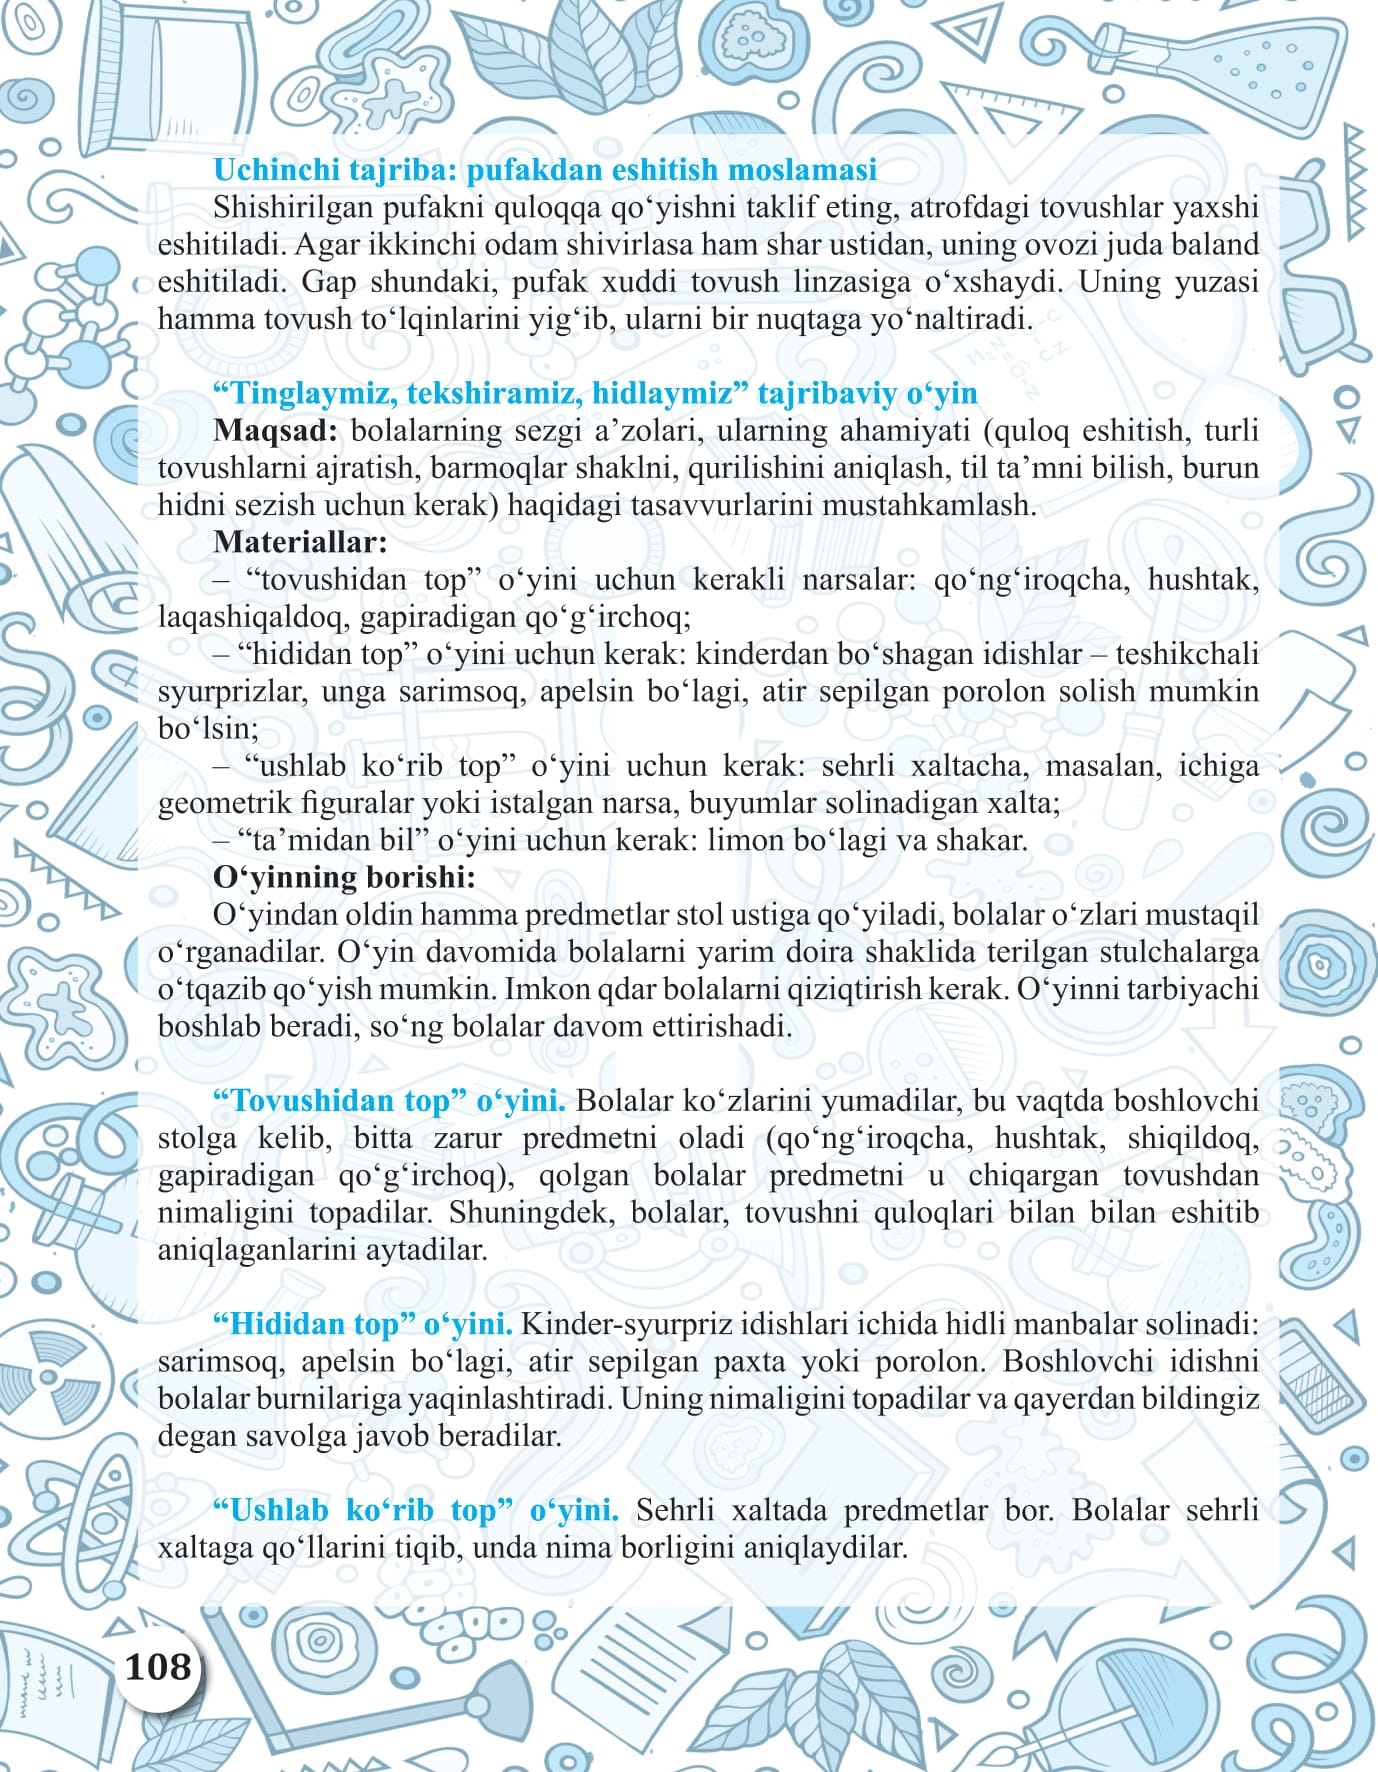 Uchinchi tajriba: pufakdan eshitish moslamasi
Shishirilgan pufakni quloqqa qo‘yishni taklif eting, atrofdagi tovushlar yaxshi
eshitiladi. Agar ikkinchi odam shivirlasa ham shar ustidan, uning ovozi juda baland
eshitiladi. Gap shundaki, pufak xuddi tovush linzasiga o‘xshaydi. Uning yuzasi
hamma tovush to‘lqinlarini yig‘ib, ularni bir nuqtaga yo‘naltiradi.
“Tinglaymiz, tekshiramiz, hidlaymiz” tajribaviy o‘yin
Maqsad: bolalarning sezgi a’zolari, ularning ahamiyati (quloq eshitish, turli
tovushlarni ajratish, barmoqlar shaklni, qurilishini aniqlash, til ta’mni bilish, burun
hidni sezish uchun kerak) haqidagi tasavvurlarini mustahkamlash.
Materiallar:
– “tovushidan top” o‘yini uchun kerakli narsalar: qo‘ng‘iroqcha, hushtak,
laqashiqaldoq, gapiradigan qo‘g‘irchoq;
– “hididan top” o‘yini uchun kerak: kinderdan bo‘shagan idishlar – teshikchali
syurprizlar, unga sarimsoq, apelsin bo‘lagi, atir sepilgan porolon solish mumkin
bo‘lsin;
– “ushlab ko‘rib top” o‘yini uchun kerak: sehrli xaltacha, masalan, ichiga
geometrik figuralar yoki istalgan narsa, buyumlar solinadigan xalta;
– “ta’midan bil” o‘yini uchun kerak: limon bo‘lagi va shakar.
O‘yinning borishi:
O‘yindan oldin hamma predmetlar stol ustiga qo‘yiladi, bolalar o‘zlari mustaqil
o‘rganadilar. O‘yin davomida bolalarni yarim doira shaklida terilgan stulchalarga
o‘tqazib qo‘yish mumkin. Imkon qdar bolalarni qiziqtirish kerak. O‘yinni tarbiyachi
boshlab beradi, so‘ng bolalar davom ettirishadi.
“Tovushidan top” o‘yini. Bolalar ko‘zlarini yumadilar, bu vaqtda boshlovchi
stolga kelib, bitta zarur predmetni oladi (qo‘ng‘iroqcha, hushtak, shiqildoq,
gapiradigan qo‘g‘irchoq), qolgan bolalar predmetni u chiqargan tovushdan
nimaligini topadilar. Shuningdek, bolalar, tovushni quloqlari bilan bilan eshitib
aniqlaganlarini aytadilar.
“Hididan top” o‘yini. Kinder-syurpriz idishlari ichida hidli manbalar solinadi:
sarimsoq, apelsin bo‘lagi, atir sepilgan paxta yoki porolon. Boshlovchi idishni
bolalar burnilariga yaqinlashtiradi. Uning nimaligini topadilar va qayerdan bildingiz
degan savolga javob beradilar.
“Ushlab ko‘rib top” o‘yini. Sehrli xaltada predmetlar bor. Bolalar sehrli
xaltaga qo‘llarini tiqib, unda nima borligini aniqlaydilar.
108